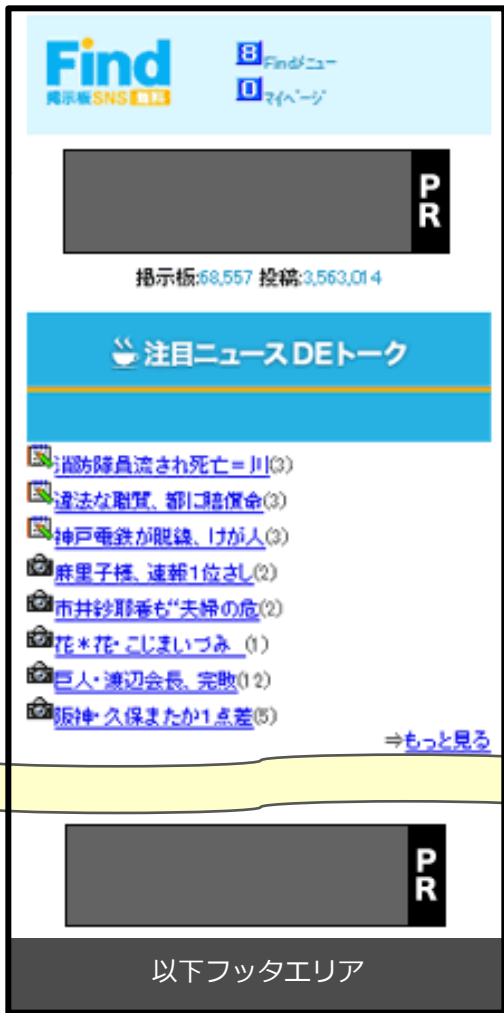 Find
掲示板SNS 無料
8 Findメニュー
0 マイページ
PR
掲示板:68,557 投稿:3,563,014
注目ニュースDEトーク
消防隊員流され死亡=川(3)
違法な職質、都に賠償命(3)
神戸電鉄が脱線、けが人(3)
麻里子様、速報1位さし(2)
市井紗耶香も“夫婦の危(2)
花*花・こじまいづみ (1)
巨人・渡辺会長、完敗(12)
阪神・久保またか1点差(5)
⇒もっと見る
PR
以下フッタエリア